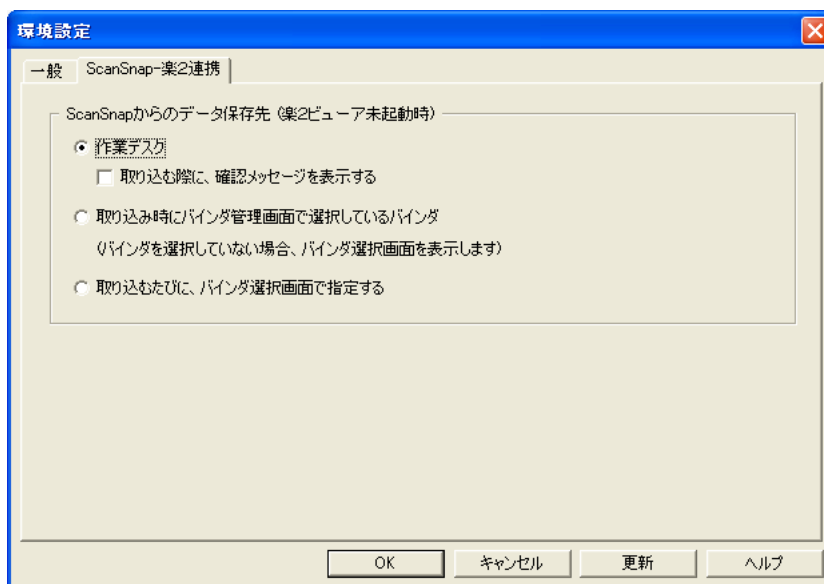 環境設定
一般 ScanSnap-楽2連携
ScanSnapからのデータ保存先 (楽2ビューア未起動時)
作業デスク
取り込む際に、確認メッセージを表示する
取り込み時にバインダ管理画面で選択しているバインダ
(バインダを選択していない場合、バインダ選択画面を表示します)
取り込むたびに、バインダ選択画面で指定する
OK キャンセル 更新 ヘルプ